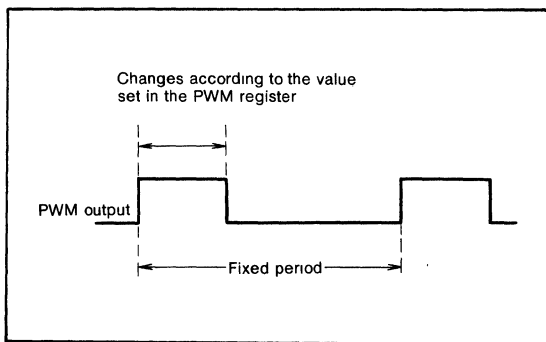 Changes according to the value
set in the PWM register
PWM output
Fixed period